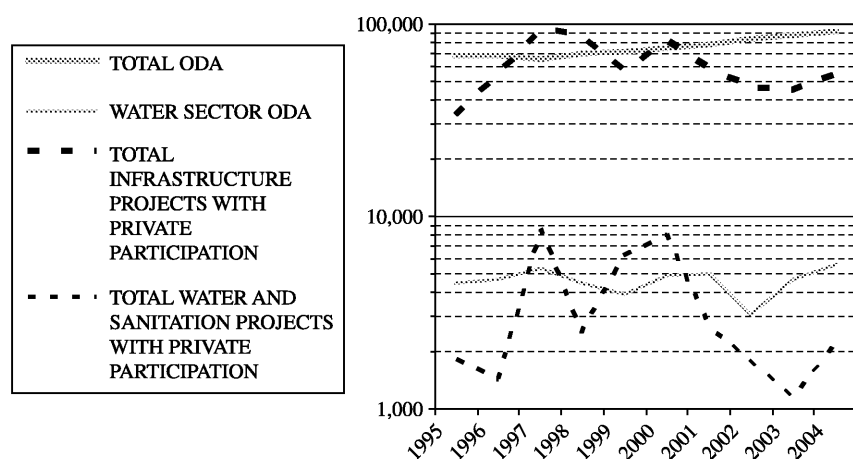 TOTAL ODA
WATER SECTOR ODA
TOTAL
INFRASTRUCTURE
PROJECTS WITH
PRIVATE
PARTICIPATION
TOTAL WATER AND
SANITATION PROJECTS
WITH PRIVATE
PARTICIPATION
100,000
10,000
1,000
1995
1996
1997
1998
1999
2000
2001
2002
2003
2004